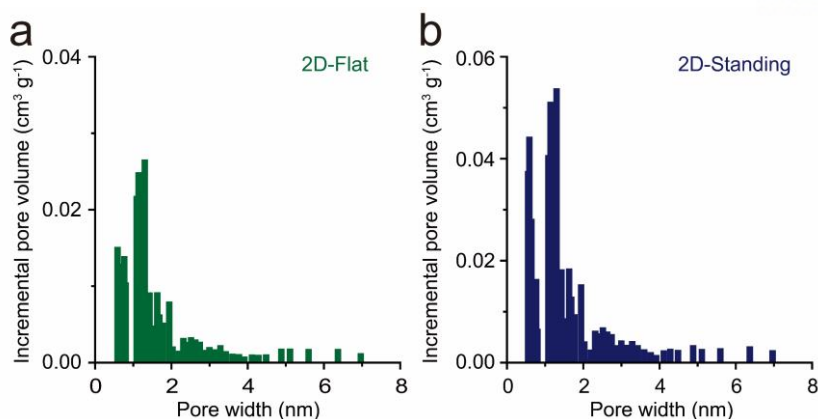 a
2D-Flat
Incremental pore volume (cm³ g⁻¹)
0.04
0.02
0.00
0 2 4 6 8
Pore width (nm)
b
2D-Standing
Incremental pore volume (cm³ g⁻¹)
0.06
0.04
0.02
0.00
0 2 4 6 8
Pore width (nm)